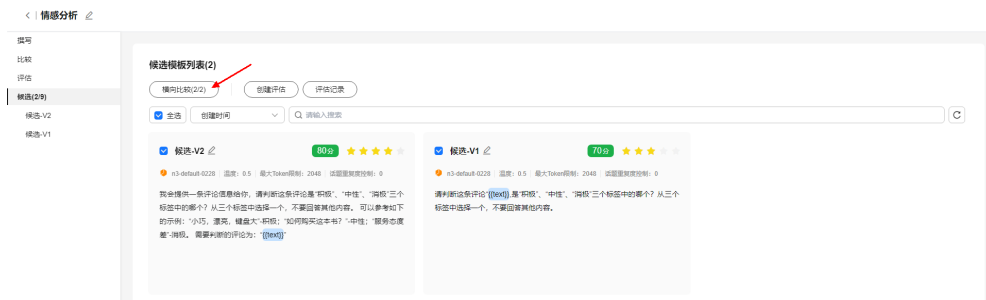 情感分析
撰写
比较
评估
候选(2/9)
候选-V2
候选-V1
候选模板列表(2)
横向比较(2/2) 创建评估 评估记录
全选 创建时间 请输入搜索
候选-V2 80分
n3-default-0228 温度：0.5 最大Token限制：2048 话题重复度控制：0
我会提供一条评论信息给你，请判断这条评论是“积极”、“中性”、“消极”三个
标签中的哪个？从三个标签中选择一个，不要回答其他内容。 可以参考如下
的示例：“小巧，漂亮，键盘大”-积极；“如何购买这本书？”-中性；“服务态度
差”-消极。 需要判断的评论为：“{{text}}”
候选-V1 70分
n3-default-0228 温度：0.5 最大Token限制：2048 话题重复度控制：0
请判断这条评论“{{text}},是“积极”、“中性”、“消极”三个标签中的哪个？从三个
标签中选择一个，不要回答其他内容。